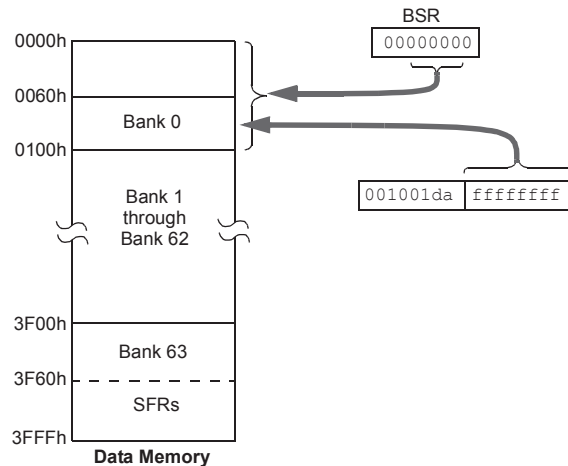 0000h
BSR
00000000
0060h
Bank 0
0100h
001001da ffffffff
Bank 1
through
Bank 62
3F00h
Bank 63
3F60h
SFRs
3FFFh
Data Memory